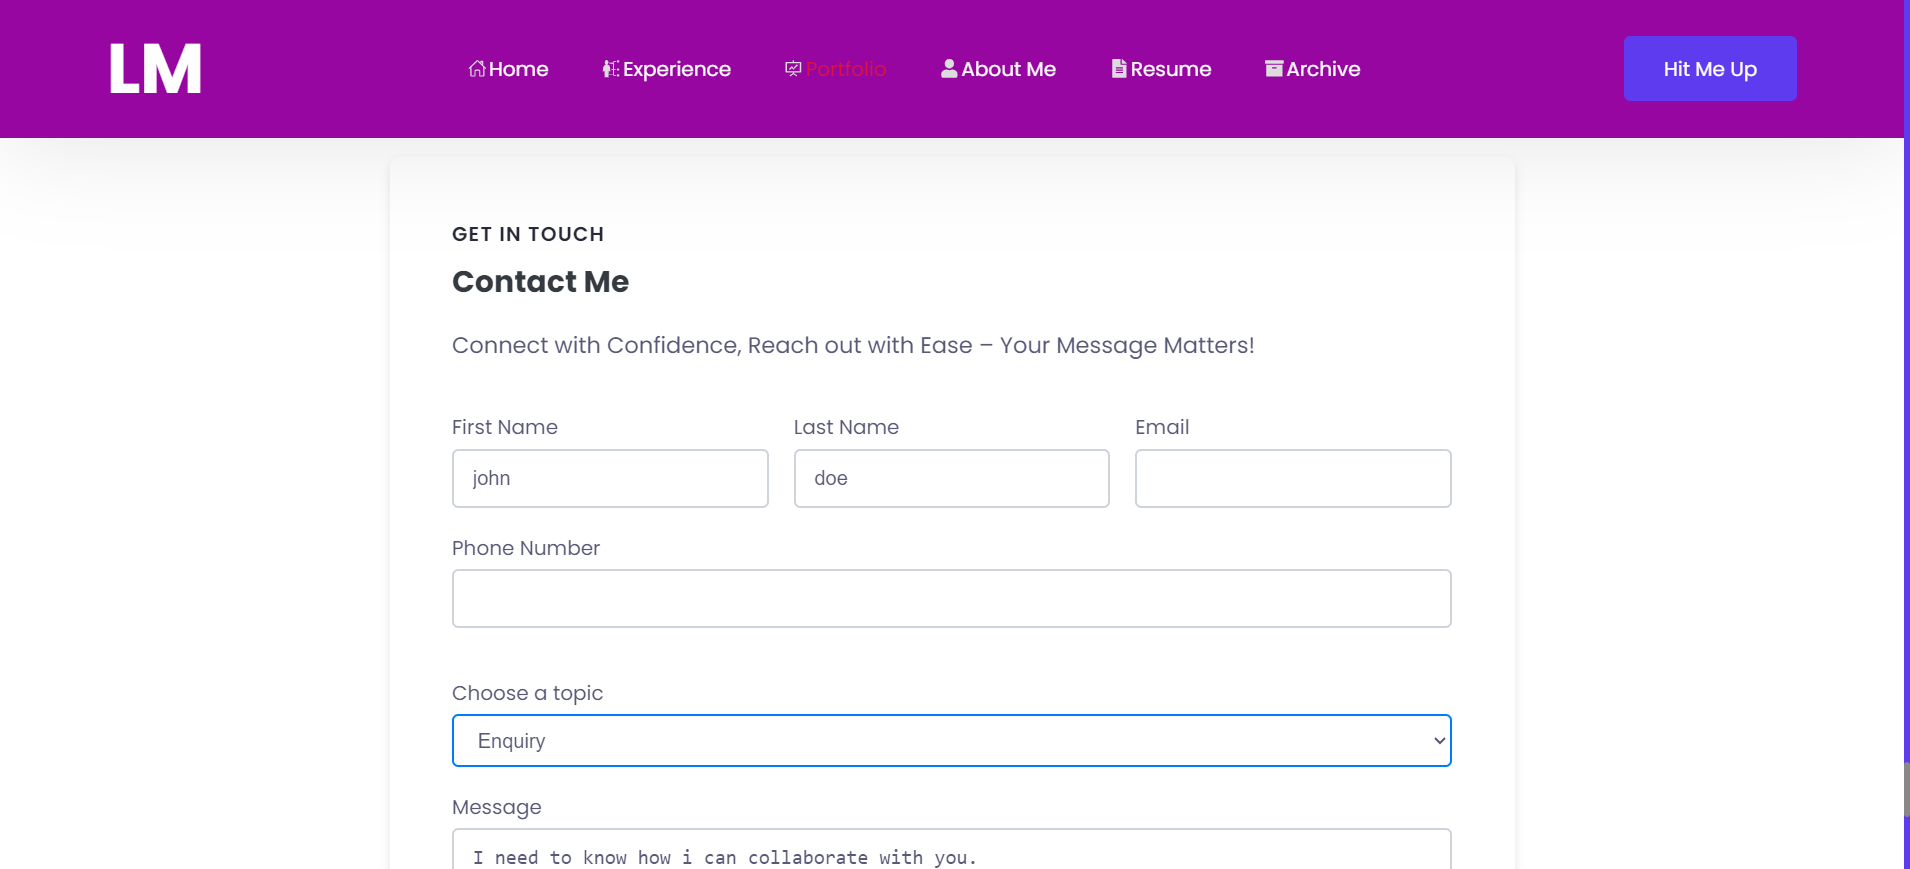 LM
Home Experience Portfolio About Me Resume Archive Hit Me Up
GET IN TOUCH
Contact Me
Connect with Confidence, Reach out with Ease – Your Message Matters!
First Name Last Name Email
john doe
Phone Number
Choose a topic
Enquiry
Message
I need to know how i can collaborate with you.